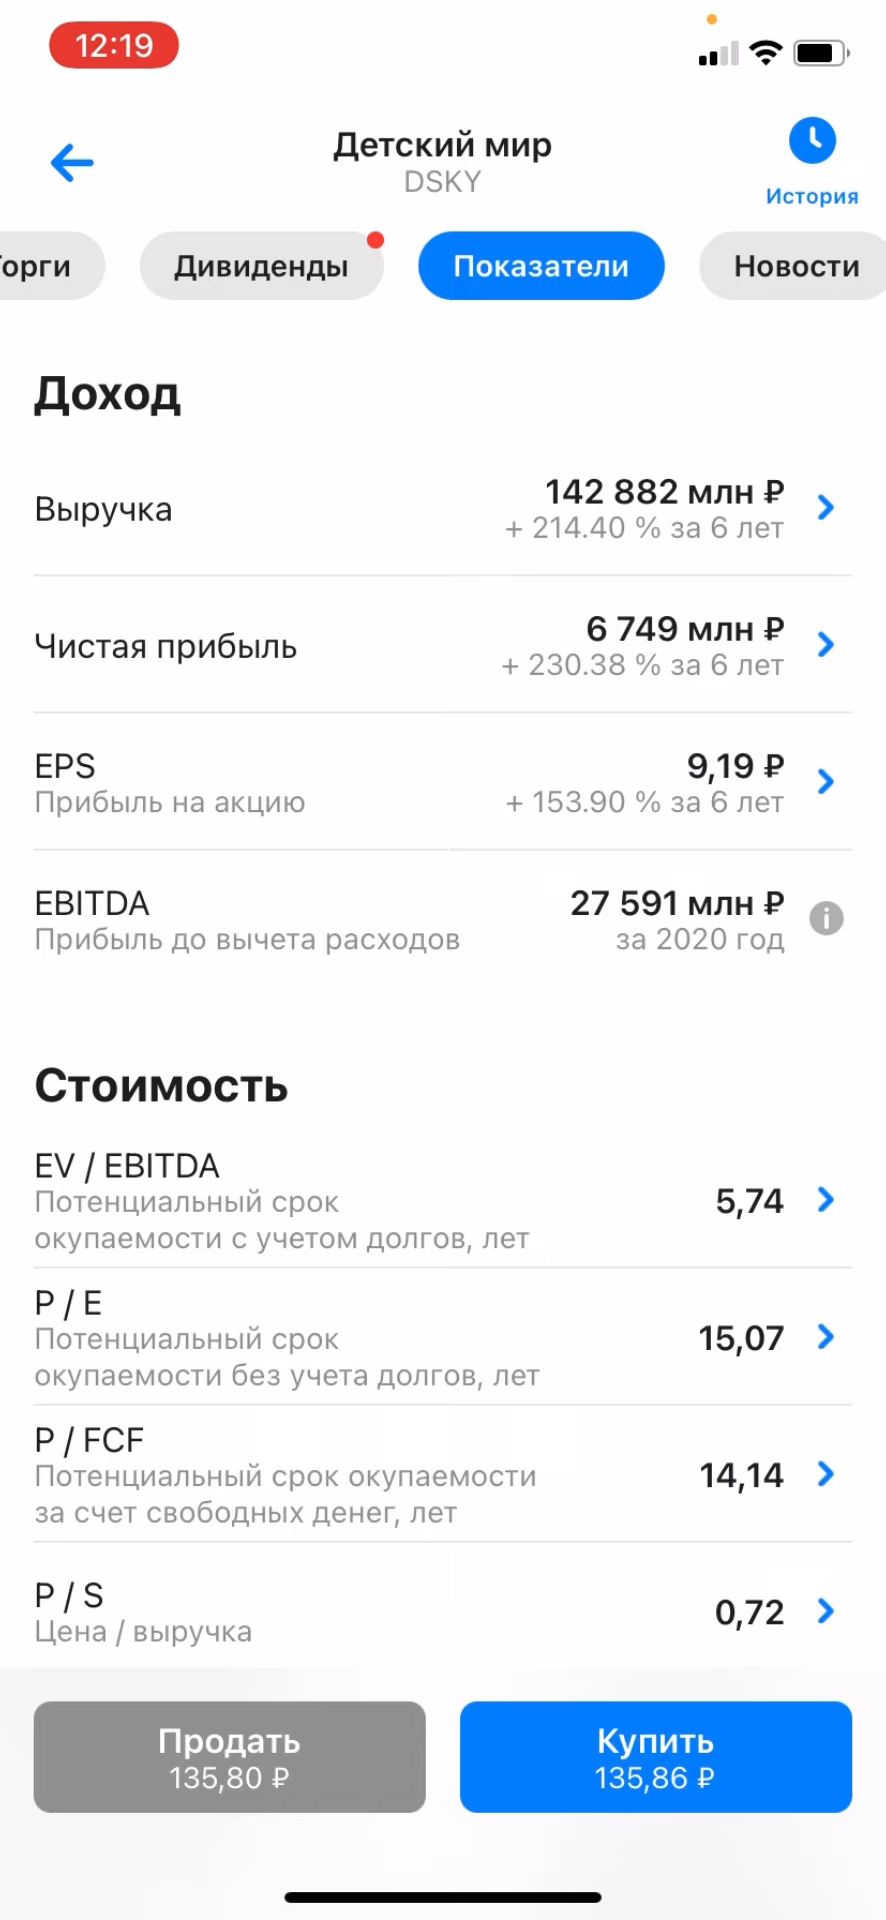 12:19
Детский мир
DSKY
История
Торги
Дивиденды
Показатели
Новости
Доход
Выручка
142 882 млн ₽
+ 214.40 % за 6 лет
Чистая прибыль
6 749 млн ₽
+ 230.38 % за 6 лет
EPS
9,19 ₽
Прибыль на акцию
+ 153.90 % за 6 лет
EBITDA
27 591 млн ₽
Прибыль до вычета расходов
за 2020 год
Стоимость
EV / EBITDA
Потенциальный срок
окупаемости с учетом долгов, лет
5,74
P / E
Потенциальный срок
окупаемости без учета долгов, лет
15,07
P / FCF
Потенциальный срок окупаемости
за счет свободных денег, лет
14,14
P / S
Цена / выручка
0,72
Продать
135,80 ₽
Купить
135,86 ₽